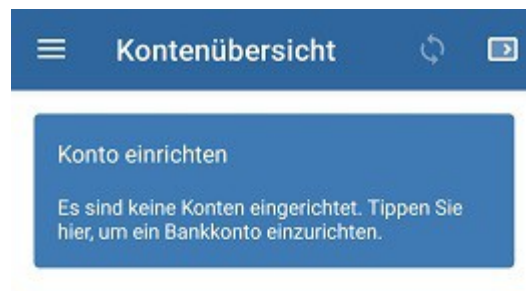 Kontenübersicht
Konto einrichten
Es sind keine Konten eingerichtet. Tippen Sie
hier, um ein Bankkonto einzurichten.